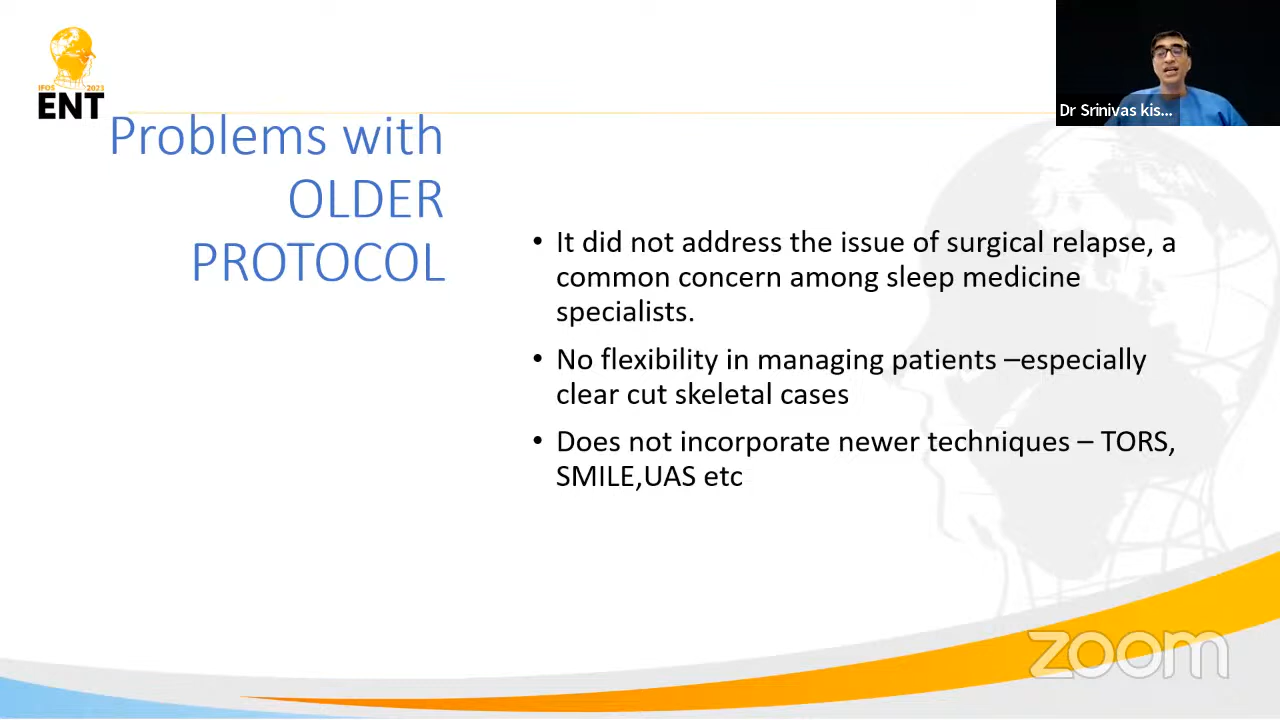 IFOS 2023
ENT
Problems with
OLDER
PROTOCOL
Dr Srinivas kis...
• It did not address the issue of surgical relapse, a
common concern among sleep medicine
specialists.
• No flexibility in managing patients –especially
clear cut skeletal cases
• Does not incorporate newer techniques – TORS,
SMILE,UAS etc
zoom